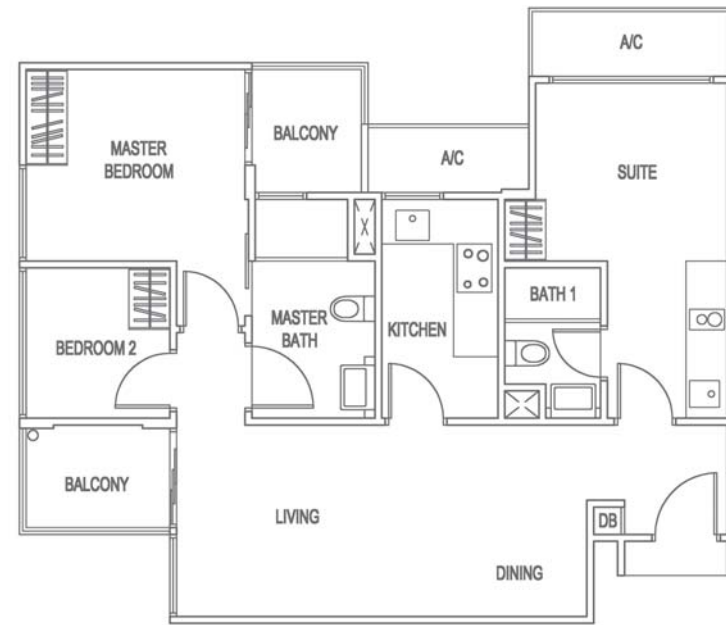 A/C
MASTER
BEDROOM
BALCONY
A/C
SUITE
BATH 1
BEDROOM 2
MASTER
BATH
KITCHEN
BALCONY
LIVING
DB
DINING